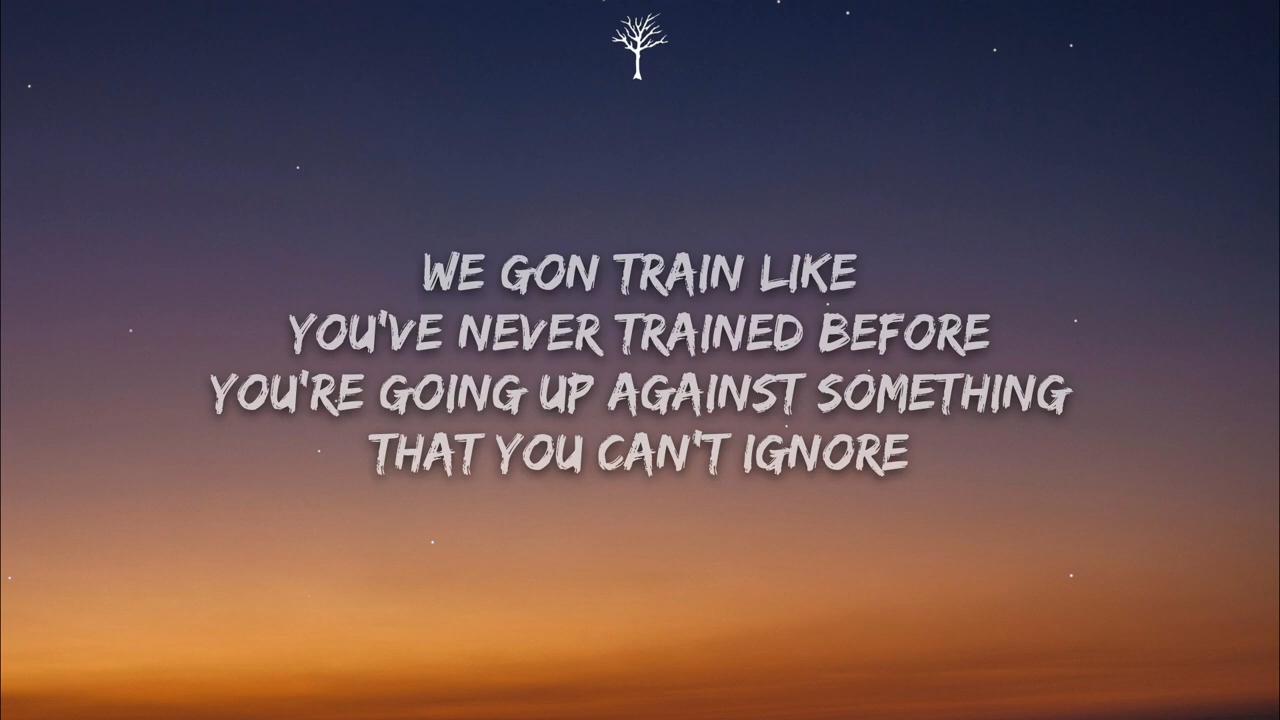 WE GON TRAIN LIKE
YOU'VE NEVER TRAINED BEFORE
YOU'RE GOING UP AGAINST SOMETHING
THAT YOU CAN'T IGNORE